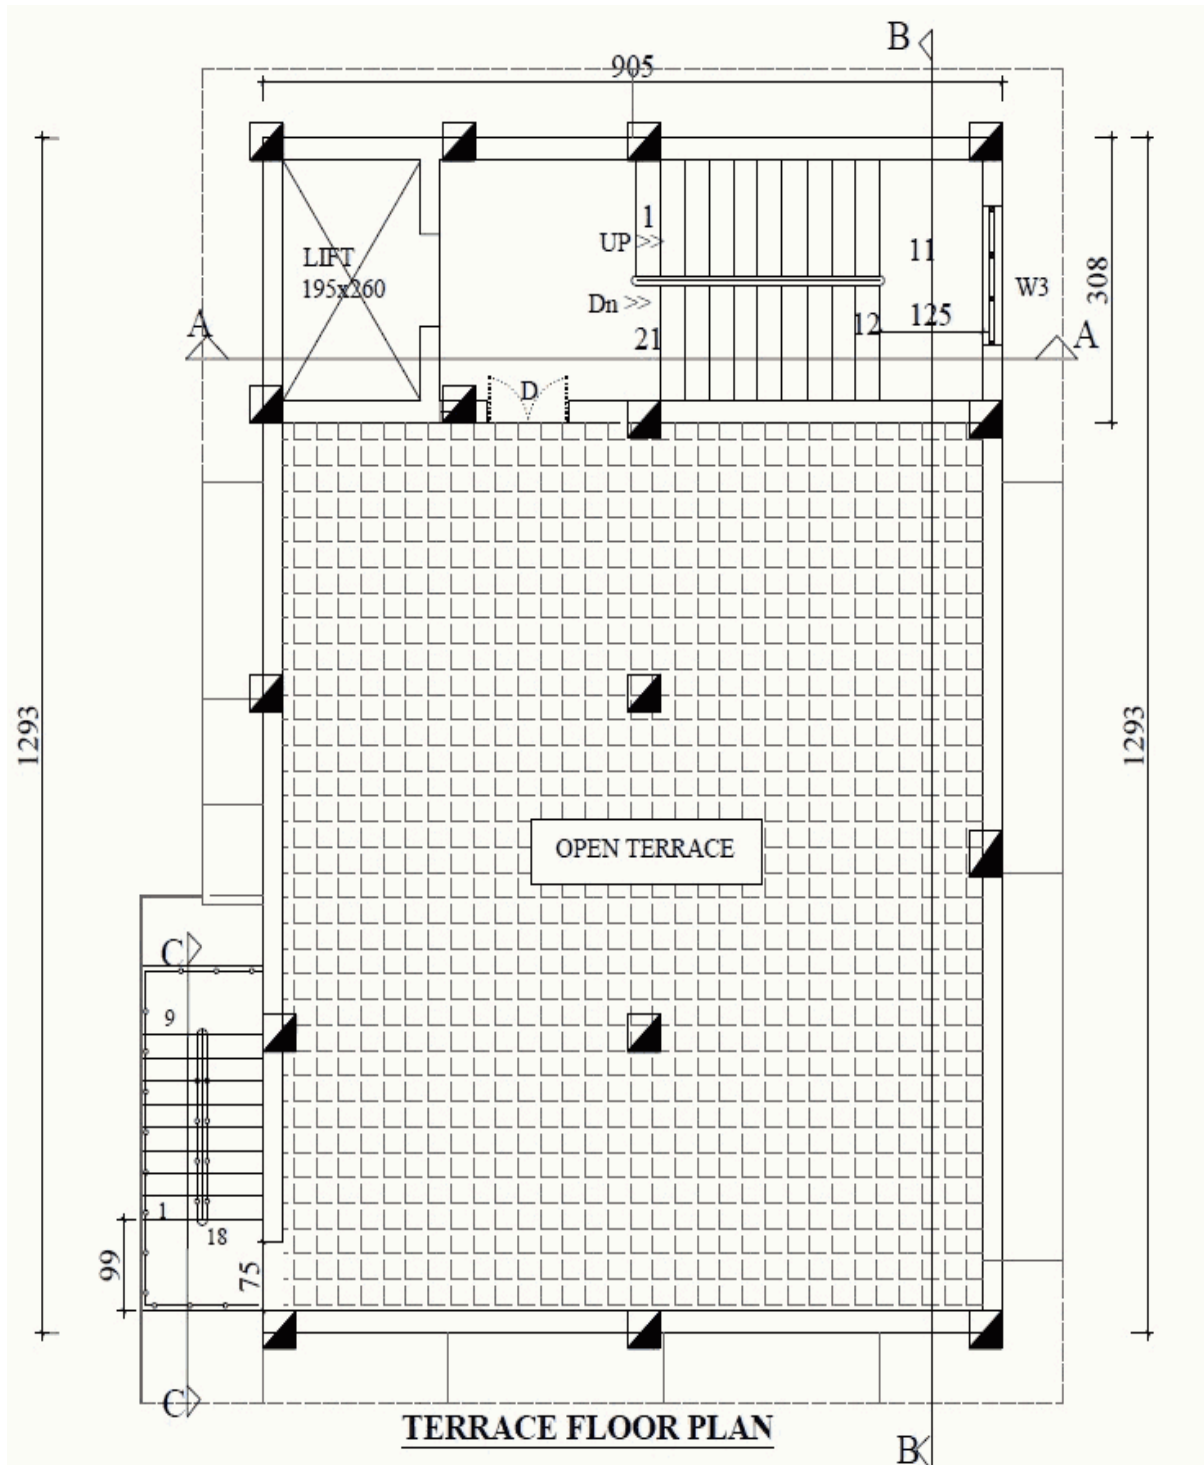 B
905
1
UP >>
11
LIFT
195x260
308
W3
Dn >>
12
125
A
21
A
D
1293
1293
OPEN TERRACE
C
9
1
18
99
75
C
TERRACE FLOOR PLAN
B